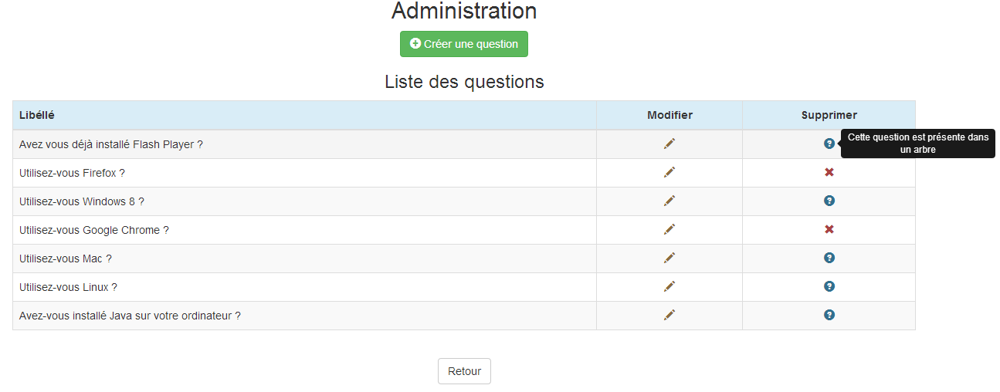 Administration
Créer une question
Liste des questions
Libéllé Modifier Supprimer
Avez vous déjà installé Flash Player ?
Cette question est présente dans
un arbre
Utilisez-vous Firefox ?
Utilisez-vous Windows 8 ?
Utilisez-vous Google Chrome ?
Utilisez-vous Mac ?
Utilisez-vous Linux ?
Avez-vous installé Java sur votre ordinateur ?
Retour